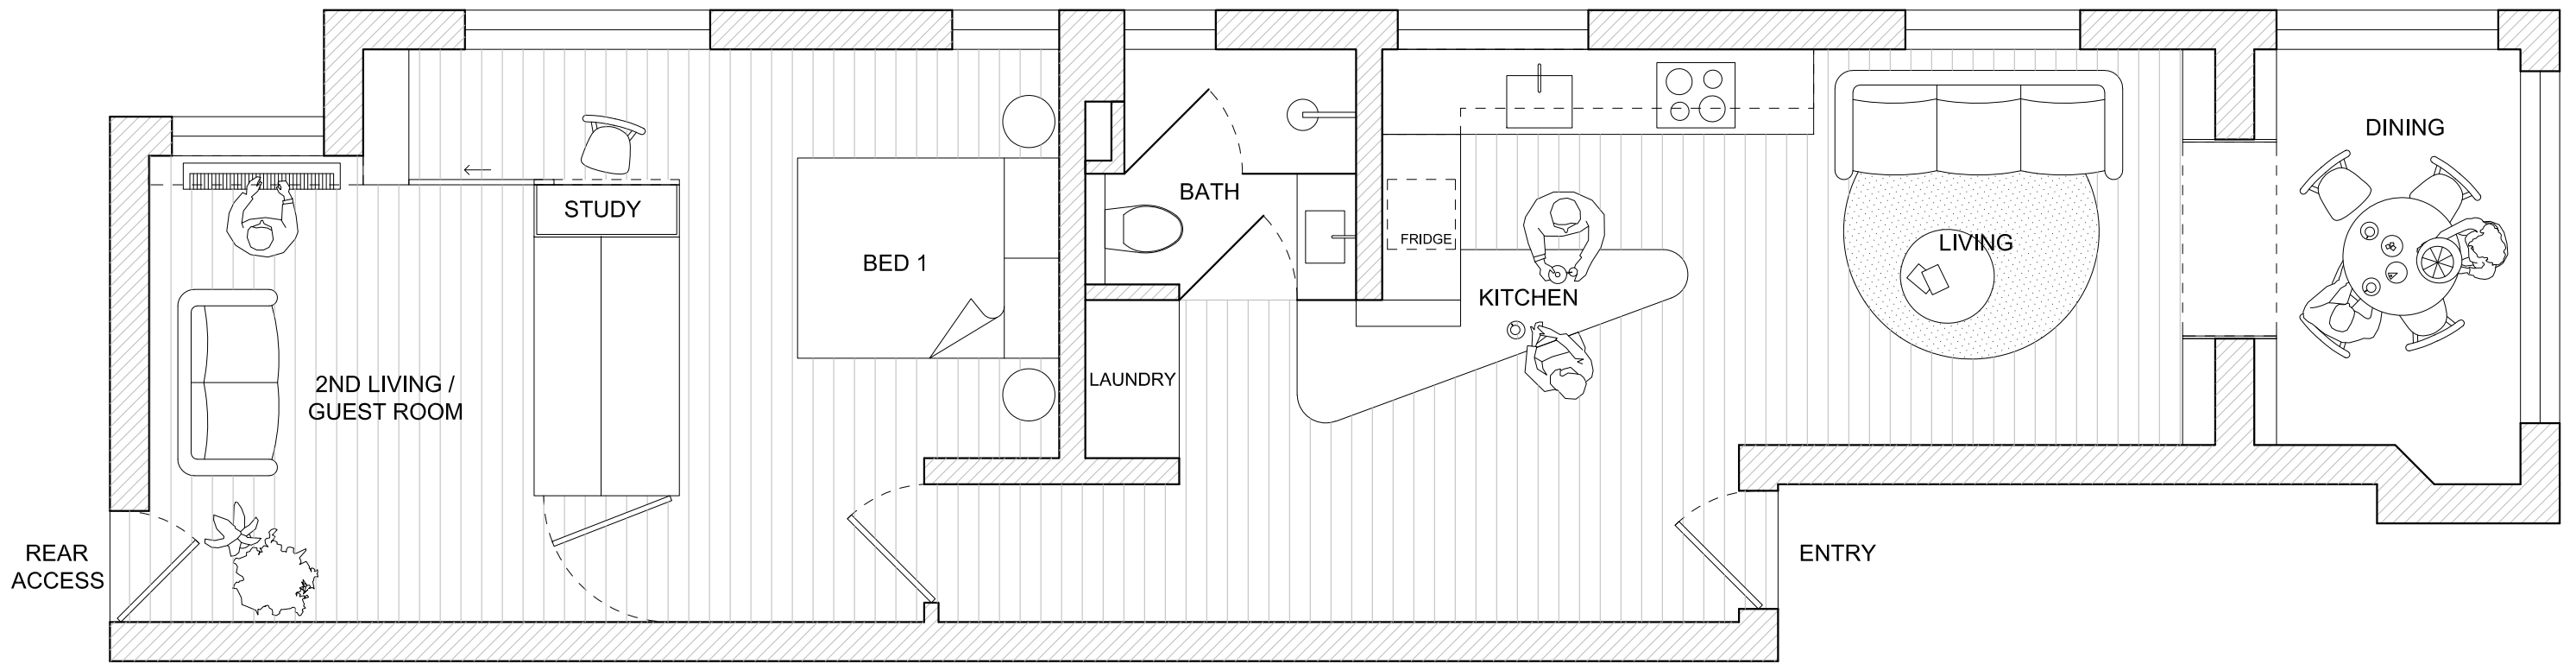 DINING
BATH
STUDY
FRIDGE
LIVING
BED 1
KITCHEN
LAUNDRY
2ND LIVING /
GUEST ROOM
REAR
ACCESS
ENTRY